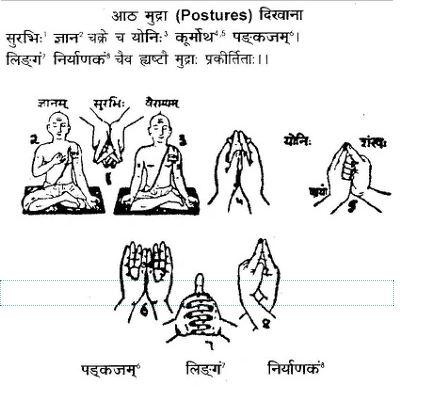 आठ मुद्रा (Postures) दिखाना
सुरभिः¹ ज्ञान² चक्रे च योनिः³ कूर्मोथ⁴,⁵ पङ्कजम्⁶।
लिङ्गं⁷ निर्याणकं⁸ चैव ह्यष्टौ मुद्राः प्रकीर्तिताः।।
ज्ञानम् सुरभिः वैराग्यम्
योनिः शंखः
2 3
1 4 5
6 7 8
पङ्कजम्⁶ लिङ्गं⁷ निर्याणकं⁸